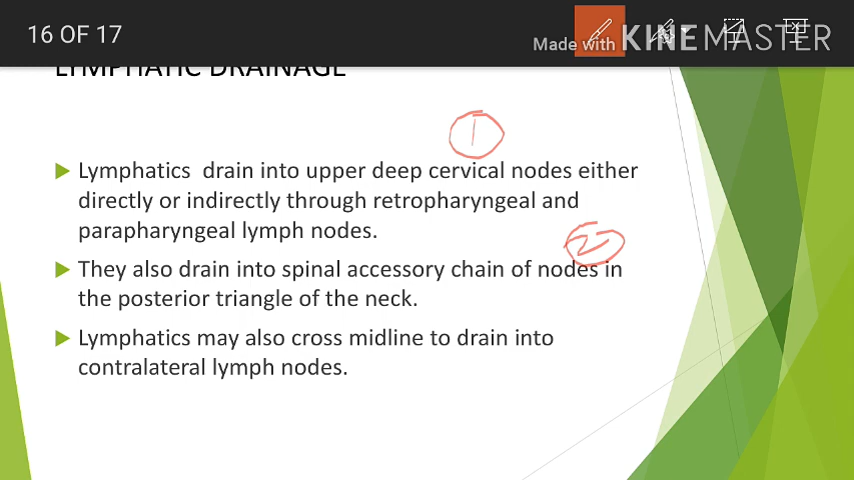 16 OF 17
Made with KINEMASTER
LYMPHATIC DRAINAGE
1
Lymphatics drain into upper deep cervical nodes either
directly or indirectly through retropharyngeal and
parapharyngeal lymph nodes.
2
They also drain into spinal accessory chain of nodes in
the posterior triangle of the neck.
Lymphatics may also cross midline to drain into
contralateral lymph nodes.